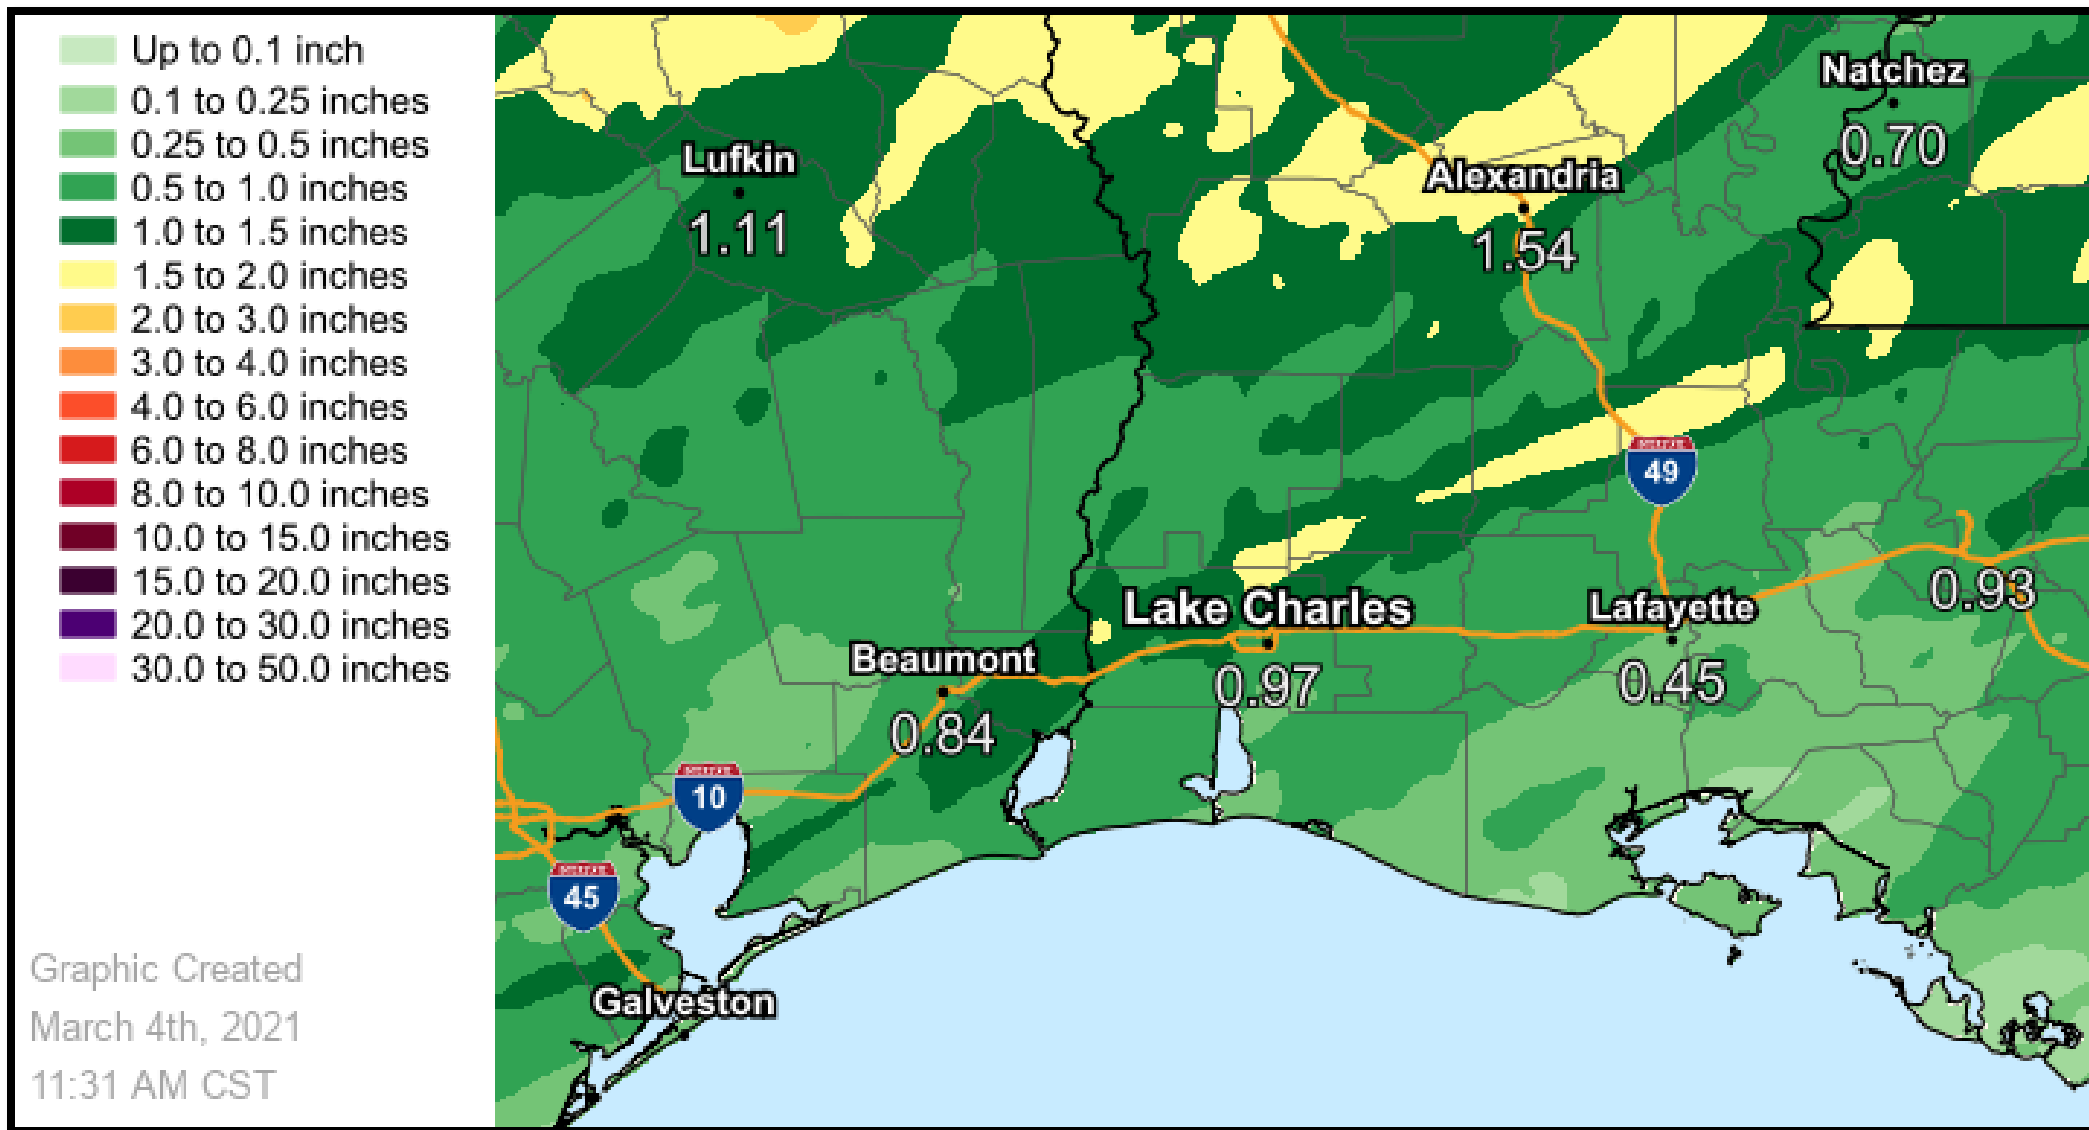 Up to 0.1 inch
0.1 to 0.25 inches
0.25 to 0.5 inches
0.5 to 1.0 inches
1.0 to 1.5 inches
1.5 to 2.0 inches
2.0 to 3.0 inches
3.0 to 4.0 inches
4.0 to 6.0 inches
6.0 to 8.0 inches
8.0 to 10.0 inches
10.0 to 15.0 inches
15.0 to 20.0 inches
20.0 to 30.0 inches
30.0 to 50.0 inches
Graphic Created
March 4th, 2021
11:31 AM CST
Natchez
0.70
Lufkin
1.11
Alexandria
1.54
49
0.93
Lake Charles
0.97
Lafayette
0.45
Beaumont
0.84
10
45
Galveston